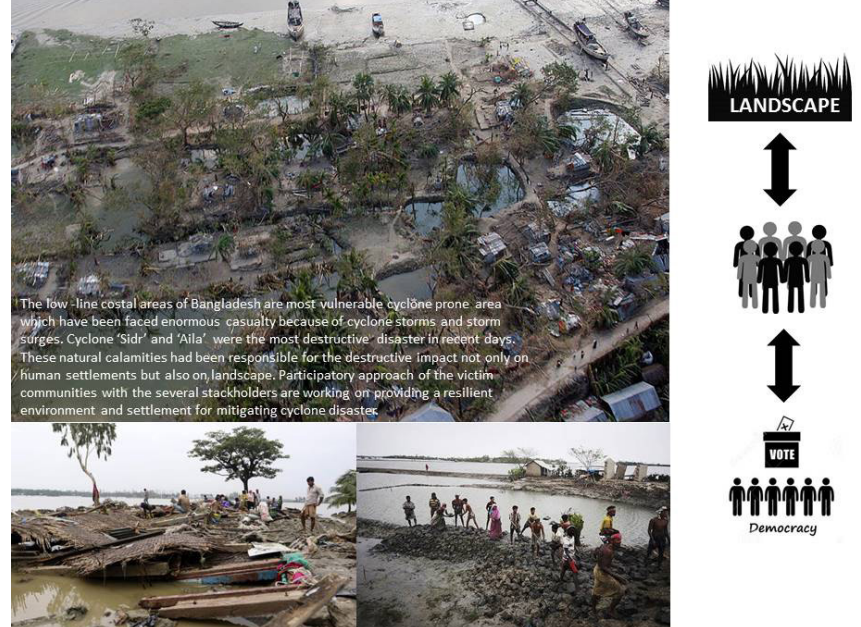 The low -line costal areas of Bangladesh are most vulnerable cyclone prone area
which have been faced enormous casualty because of cyclone storms and storm
surges. Cyclone ‘Sidr’ and ‘Aila’ were the most destructive disaster in recent days.
These natural calamities had been responsible for the destructive impact not only on
human settlements but also on landscape. Participatory approach of the victim
communities with the several stackholders are working on providing a resilient
environment and settlement for mitigating cyclone disaster.
LANDSCAPE
VOTE
Democracy